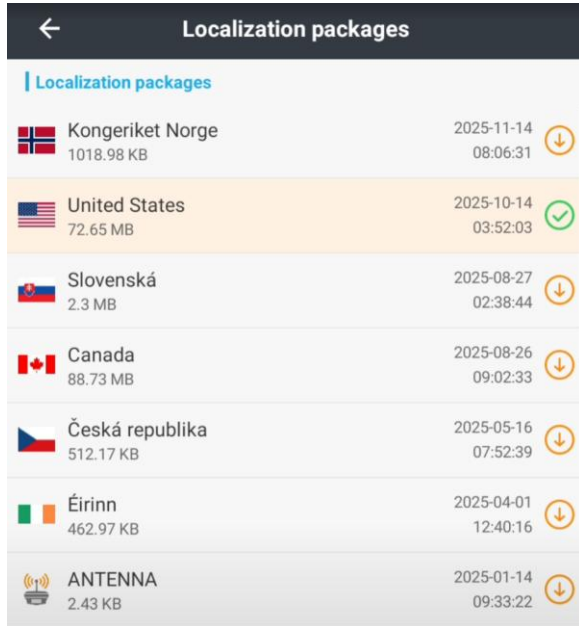 Localization packages
Localization packages
Kongeriket Norge 2025-11-14
1018.98 KB 08:06:31
United States 2025-10-14
72.65 MB 03:52:03
Slovenská 2025-08-27
2.3 MB 02:38:44
Canada 2025-08-26
88.73 MB 09:02:33
Česká republika 2025-05-16
512.17 KB 07:52:39
Éirinn 2025-04-01
462.97 KB 12:40:16
ANTENNA 2025-01-14
2.43 KB 09:33:22